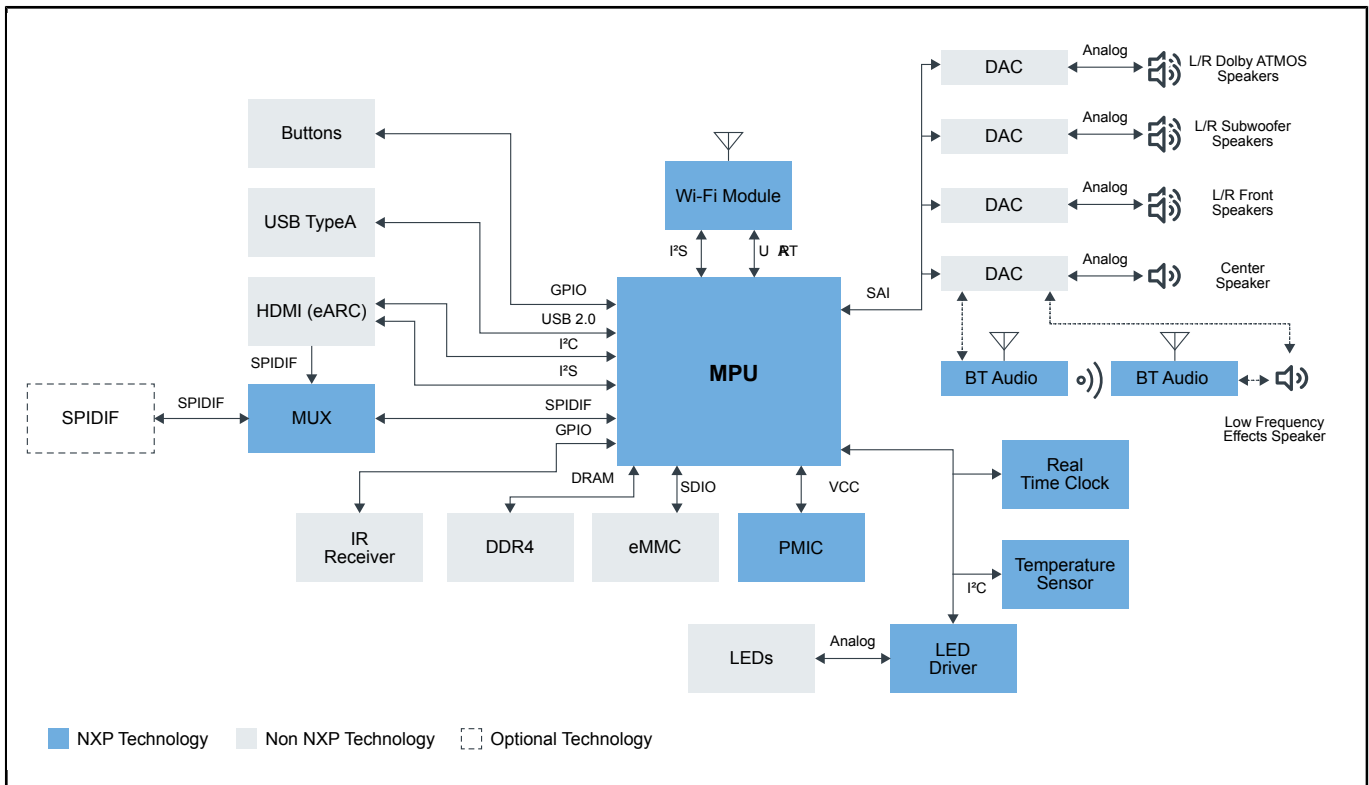 DAC
Analog
L/R Dolby ATMOS
Speakers
Buttons
DAC
Analog
L/R Subwoofer
Speakers
Wi-Fi Module
USB TypeA
DAC
Analog
L/R Front
Speakers
I²S
UART
HDMI (eARC)
GPIO
USB 2.0
I²C
I²S
SPIDIF
DAC
Analog
Center
Speaker
SAI
MPU
BT Audio
BT Audio
Low Frequency
Effects Speaker
SPIDIF
SPIDIF
MUX
SPIDIF
GPIO
DRAM
SDIO
VCC
Real
Time Clock
IR
Receiver
DDR4
eMMC
PMIC
Temperature
Sensor
I²C
LEDs
Analog
LED
Driver
NXP Technology
Non NXP Technology
Optional Technology